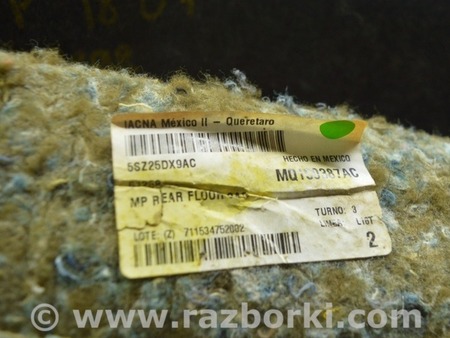 IACNA México II - Queretaro
5SZ25DX9AC
HECHO EN MEXICO
MP REAR FLOOR
TURNO: 3
LOTE (Z) 711534752002
2
© www.razborki.com